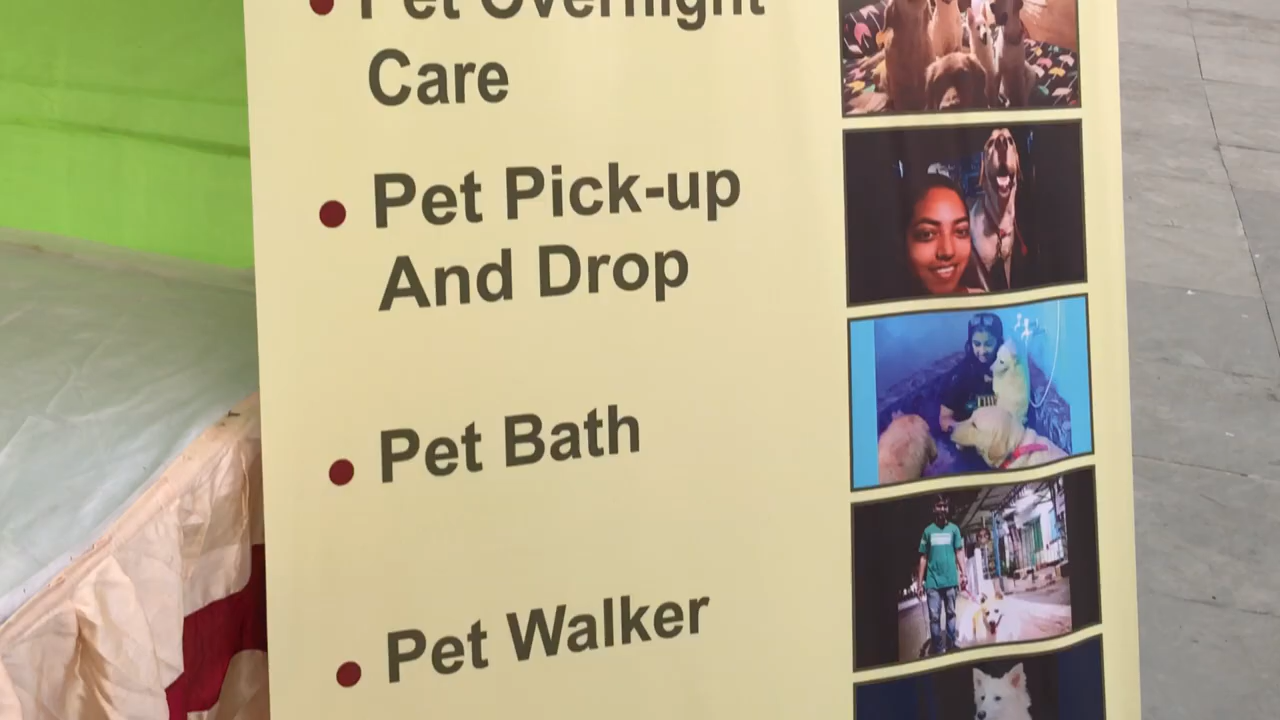 Pet Overnight
Care
Pet Pick-up
And Drop
Pet Bath
Pet Walker